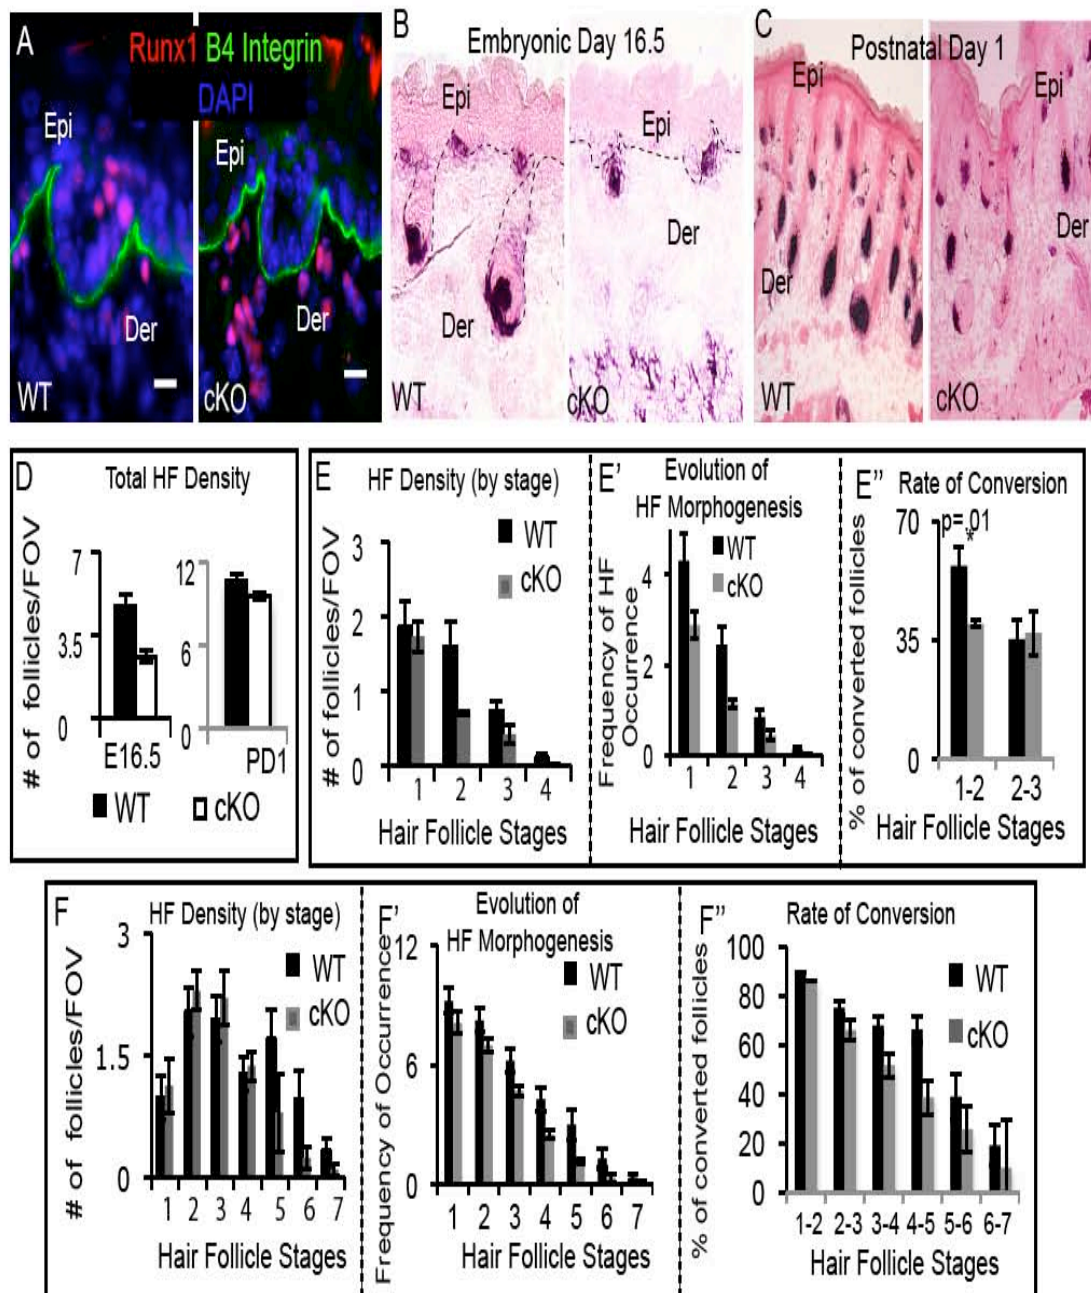 A
Runx1 B4 Integrin
DAPI
Epi
Epi
Der
Der
WT
cKO
B
Embryonic Day 16.5
Epi
Epi
Der
Der
WT
cKO
C
Postnatal Day 1
Epi
Epi
Der
Der
WT
cKO
D
Total HF Density
# of follicles/FOV
7
3.5
0
12
6
0
E16.5
PD1
WT
cKO
E
HF Density (by stage)
# of follicles/FOV
WT
cKO
3
2
1
0
1 2 3 4
Hair Follicle Stages
E'
Evolution of
HF Morphogenesis
Frequency of HF
Occurrence
WT
cKO
4
2
0
1 2 3 4
E"
Rate of Conversion
% of converted follicles
70
35
0
p=.01
*
1-2 2-3
Hair Follicle Stages
F
HF Density (by stage)
# of follicles/FOV
3
1.5
0
WT
cKO
1 2 3 4 5 6 7
Hair Follicle Stages
F'
Evolution of
HF Morphogenesis
Frequency of Occurrence
12
6
0
WT
cKO
1 2 3 4 5 6 7
Hair Follicle Stages
F"
Rate of Conversion
% of converted follicles
100
80
60
40
20
0
WT
cKO
1-2 2-3 3-4 4-5 5-6 6-7
Hair Follicle Stages